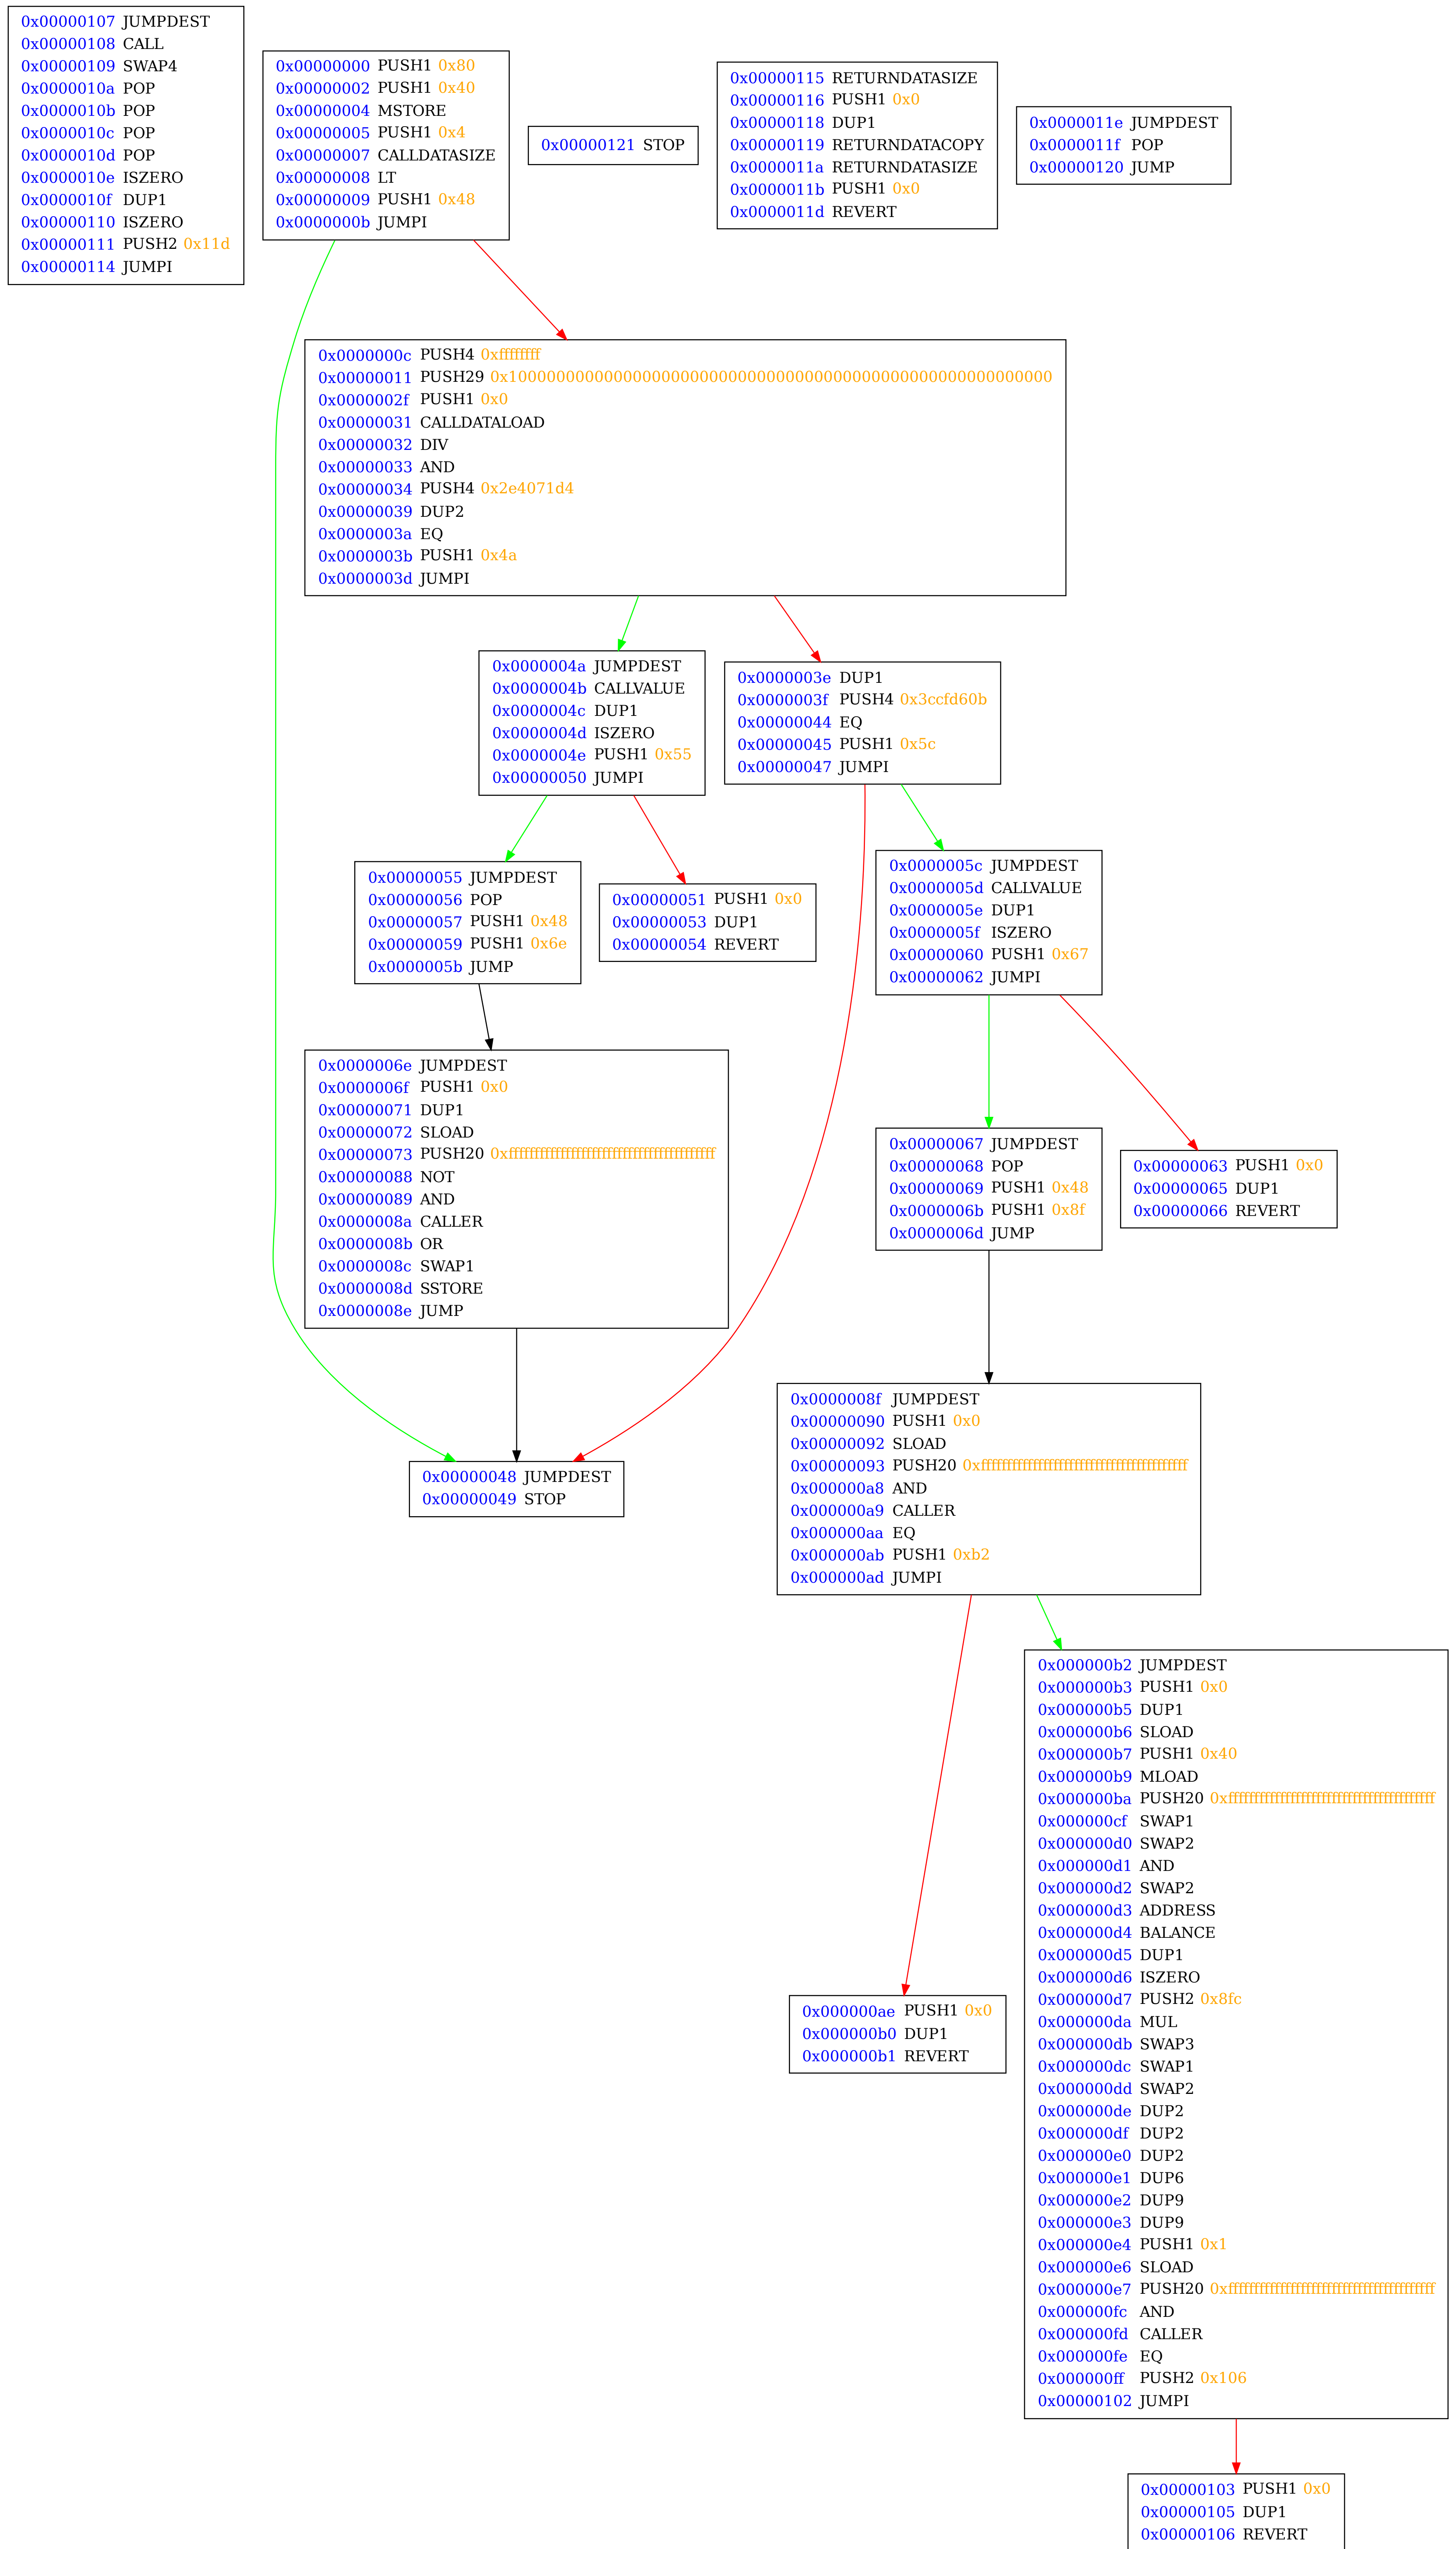 0x00000107 JUMPDEST
0x00000108 CALL
0x00000109 SWAP4
0x0000010a POP
0x0000010b POP
0x0000010c POP
0x0000010d POP
0x0000010e ISZERO
0x0000010f DUP1
0x00000110 ISZERO
0x00000111 PUSH2 0x11d
0x00000114 JUMPI
0x00000000 PUSH1 0x80
0x00000002 PUSH1 0x40
0x00000004 MSTORE
0x00000005 PUSH1 0x4
0x00000007 CALLDATASIZE
0x00000008 LT
0x00000009 PUSH1 0x48
0x0000000b JUMPI
0x00000121 STOP
0x00000115 RETURNDATASIZE
0x00000116 PUSH1 0x0
0x00000118 DUP1
0x00000119 RETURNDATACOPY
0x0000011a RETURNDATASIZE
0x0000011b PUSH1 0x0
0x0000011d REVERT
0x0000011e JUMPDEST
0x0000011f POP
0x00000120 JUMP
0x0000000c PUSH4 0xffffffff
0x00000011 PUSH29 0x100000000000000000000000000000000000000000000000000000000
0x0000002f PUSH1 0x0
0x00000031 CALLDATALOAD
0x00000032 DIV
0x00000033 AND
0x00000034 PUSH4 0x2e4071d4
0x00000039 DUP2
0x0000003a EQ
0x0000003b PUSH1 0x4a
0x0000003d JUMPI
0x0000004a JUMPDEST
0x0000004b CALLVALUE
0x0000004c DUP1
0x0000004d ISZERO
0x0000004e PUSH1 0x55
0x00000050 JUMPI
0x0000003e DUP1
0x0000003f PUSH4 0x3ccfd60b
0x00000044 EQ
0x00000045 PUSH1 0x5c
0x00000047 JUMPI
0x00000055 JUMPDEST
0x00000056 POP
0x00000057 PUSH1 0x48
0x00000059 PUSH1 0x6e
0x0000005b JUMP
0x00000051 PUSH1 0x0
0x00000053 DUP1
0x00000054 REVERT
0x0000005c JUMPDEST
0x0000005d CALLVALUE
0x0000005e DUP1
0x0000005f ISZERO
0x00000060 PUSH1 0x67
0x00000062 JUMPI
0x0000006e JUMPDEST
0x0000006f PUSH1 0x0
0x00000071 DUP1
0x00000072 SLOAD
0x00000073 PUSH20 0xffffffffffffffffffffffffffffffffffffffff
0x00000088 NOT
0x00000089 AND
0x0000008a CALLER
0x0000008b OR
0x0000008c SWAP1
0x0000008d SSTORE
0x0000008e JUMP
0x00000067 JUMPDEST
0x00000068 POP
0x00000069 PUSH1 0x48
0x0000006b PUSH1 0x8f
0x0000006d JUMP
0x00000063 PUSH1 0x0
0x00000065 DUP1
0x00000066 REVERT
0x0000008f JUMPDEST
0x00000090 PUSH1 0x0
0x00000092 SLOAD
0x00000093 PUSH20 0xffffffffffffffffffffffffffffffffffffffff
0x000000a8 AND
0x000000a9 CALLER
0x000000aa EQ
0x000000ab PUSH1 0xb2
0x000000ad JUMPI
0x00000048 JUMPDEST
0x00000049 STOP
0x000000b2 JUMPDEST
0x000000b3 PUSH1 0x0
0x000000b5 DUP1
0x000000b6 SLOAD
0x000000b7 PUSH1 0x40
0x000000b9 MLOAD
0x000000ba PUSH20 0xffffffffffffffffffffffffffffffffffffffff
0x000000cf SWAP1
0x000000d0 SWAP2
0x000000d1 AND
0x000000d2 SWAP2
0x000000d3 ADDRESS
0x000000d4 BALANCE
0x000000d5 DUP1
0x000000d6 ISZERO
0x000000d7 PUSH2 0x8fc
0x000000da MUL
0x000000db SWAP3
0x000000dc SWAP1
0x000000dd SWAP2
0x000000de DUP2
0x000000df DUP2
0x000000e0 DUP2
0x000000e1 DUP6
0x000000e2 DUP9
0x000000e3 DUP9
0x000000e4 PUSH1 0x1
0x000000e6 SLOAD
0x000000e7 PUSH20 0xffffffffffffffffffffffffffffffffffffffff
0x000000fc AND
0x000000fd CALLER
0x000000fe EQ
0x000000ff PUSH2 0x106
0x00000102 JUMPI
0x000000ae PUSH1 0x0
0x000000b0 DUP1
0x000000b1 REVERT
0x00000103 PUSH1 0x0
0x00000105 DUP1
0x00000106 REVERT